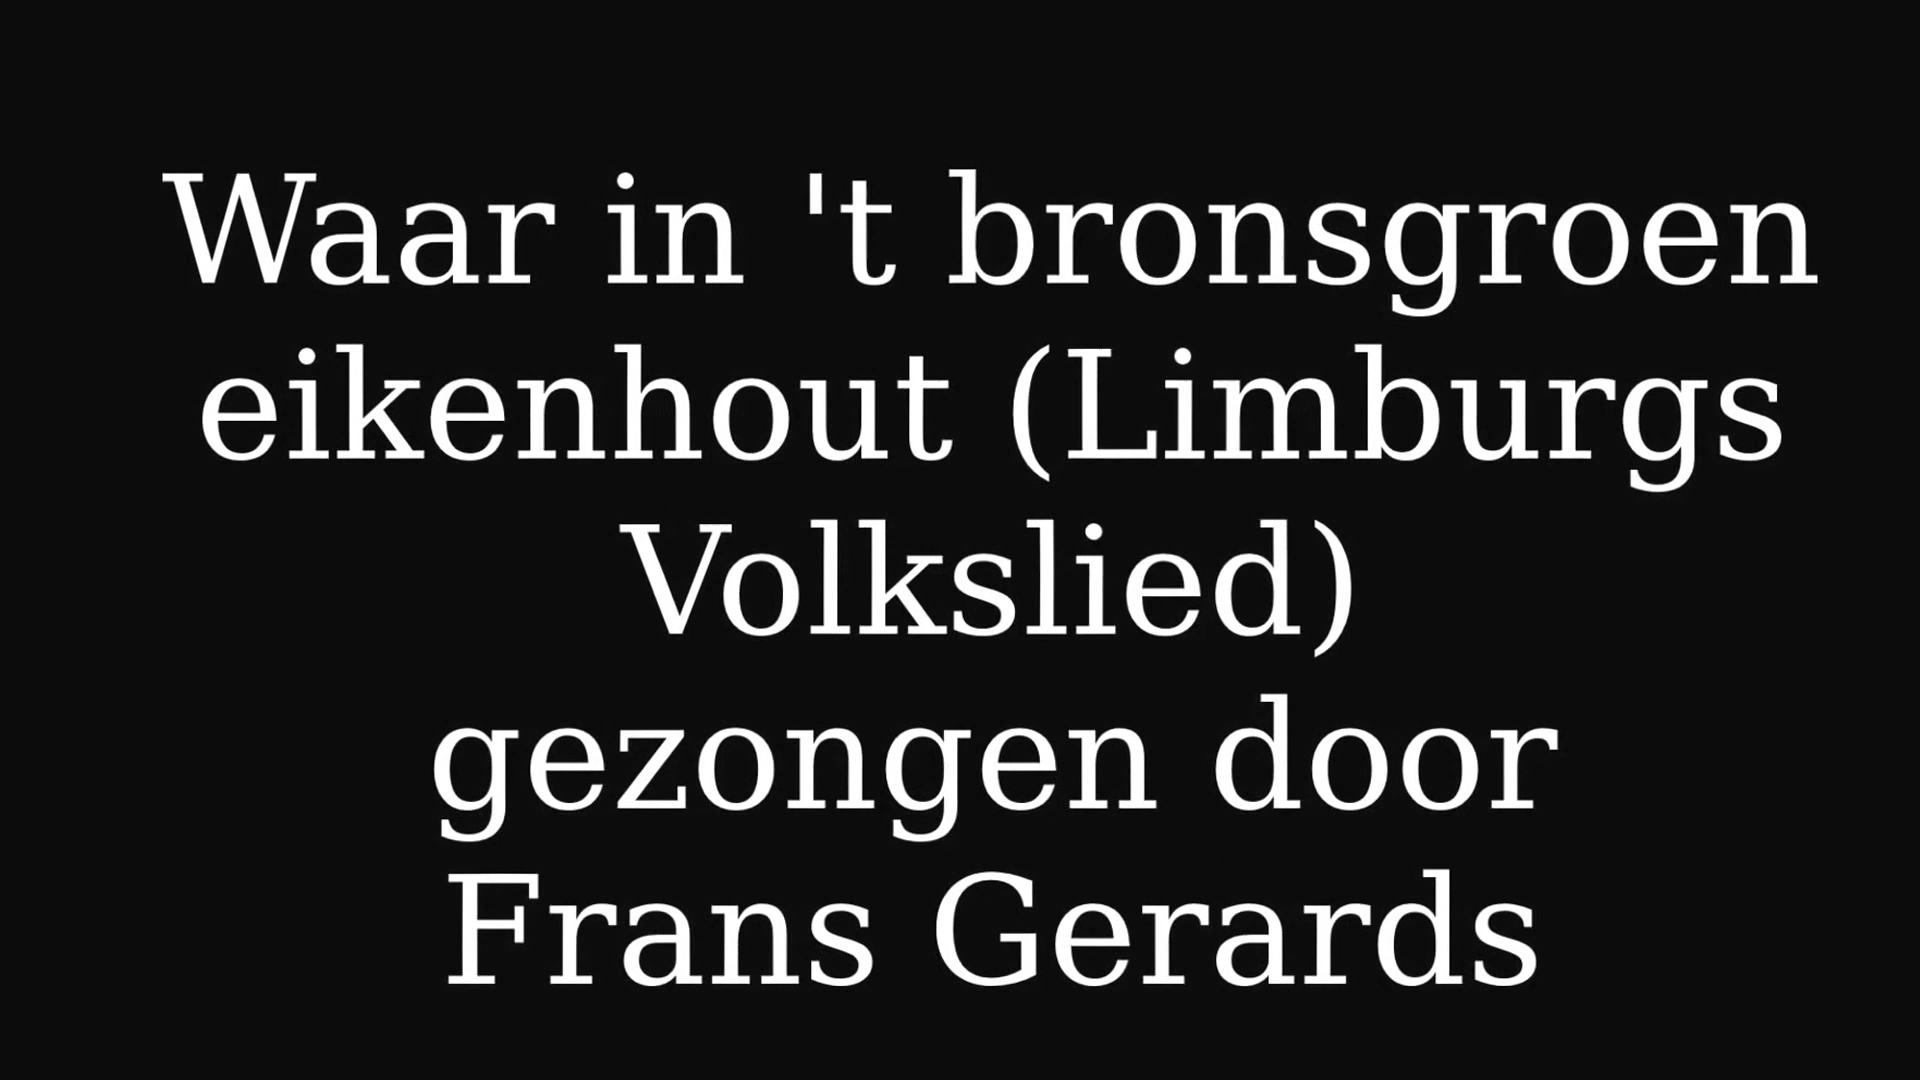 Waar in 't bronsgroen
eikenhout (Limburgs
Volkslied)
gezongen door
Frans Gerards